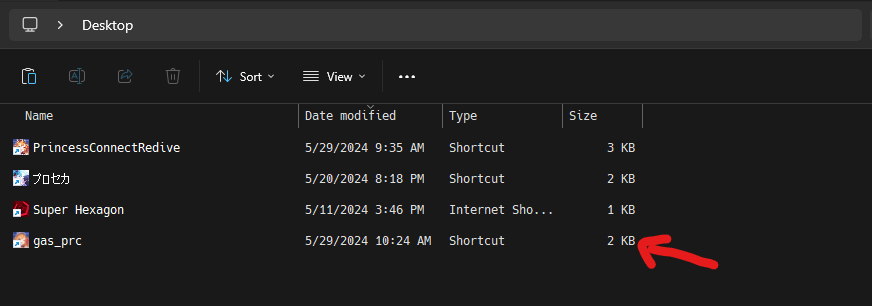 Desktop
Sort View
Name Date modified Type Size
PrincessConnectRedive 5/29/2024 9:35 AM Shortcut 3 KB
プロセカ 5/20/2024 8:18 PM Shortcut 2 KB
Super Hexagon 5/11/2024 3:46 PM Internet Sho... 1 KB
gas_prc 5/29/2024 10:24 AM Shortcut 2 KB